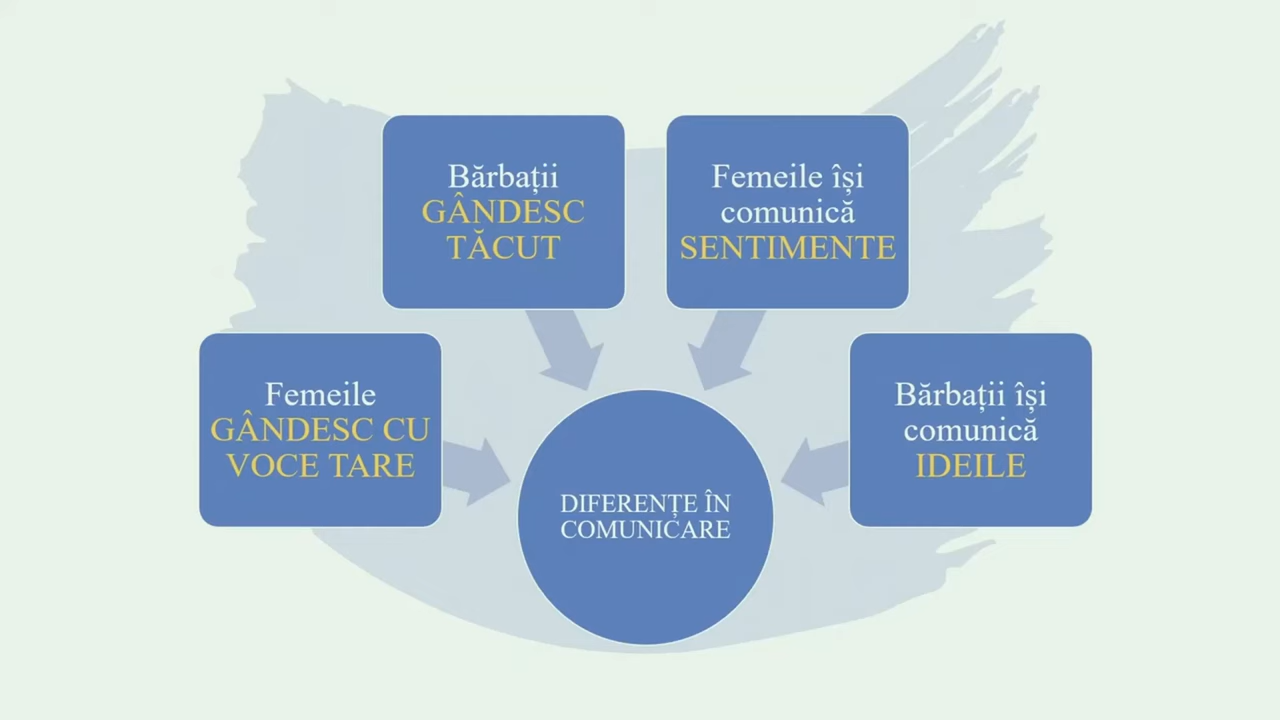 Bărbații
GÂNDESC
TĂCUT
Femeile își
comunică
SENTIMENTE
Femeile
GÂNDESC CU
VOCE TARE
Bărbații își
comunică
IDEILE
DIFERENȚE ÎN
COMUNICARE